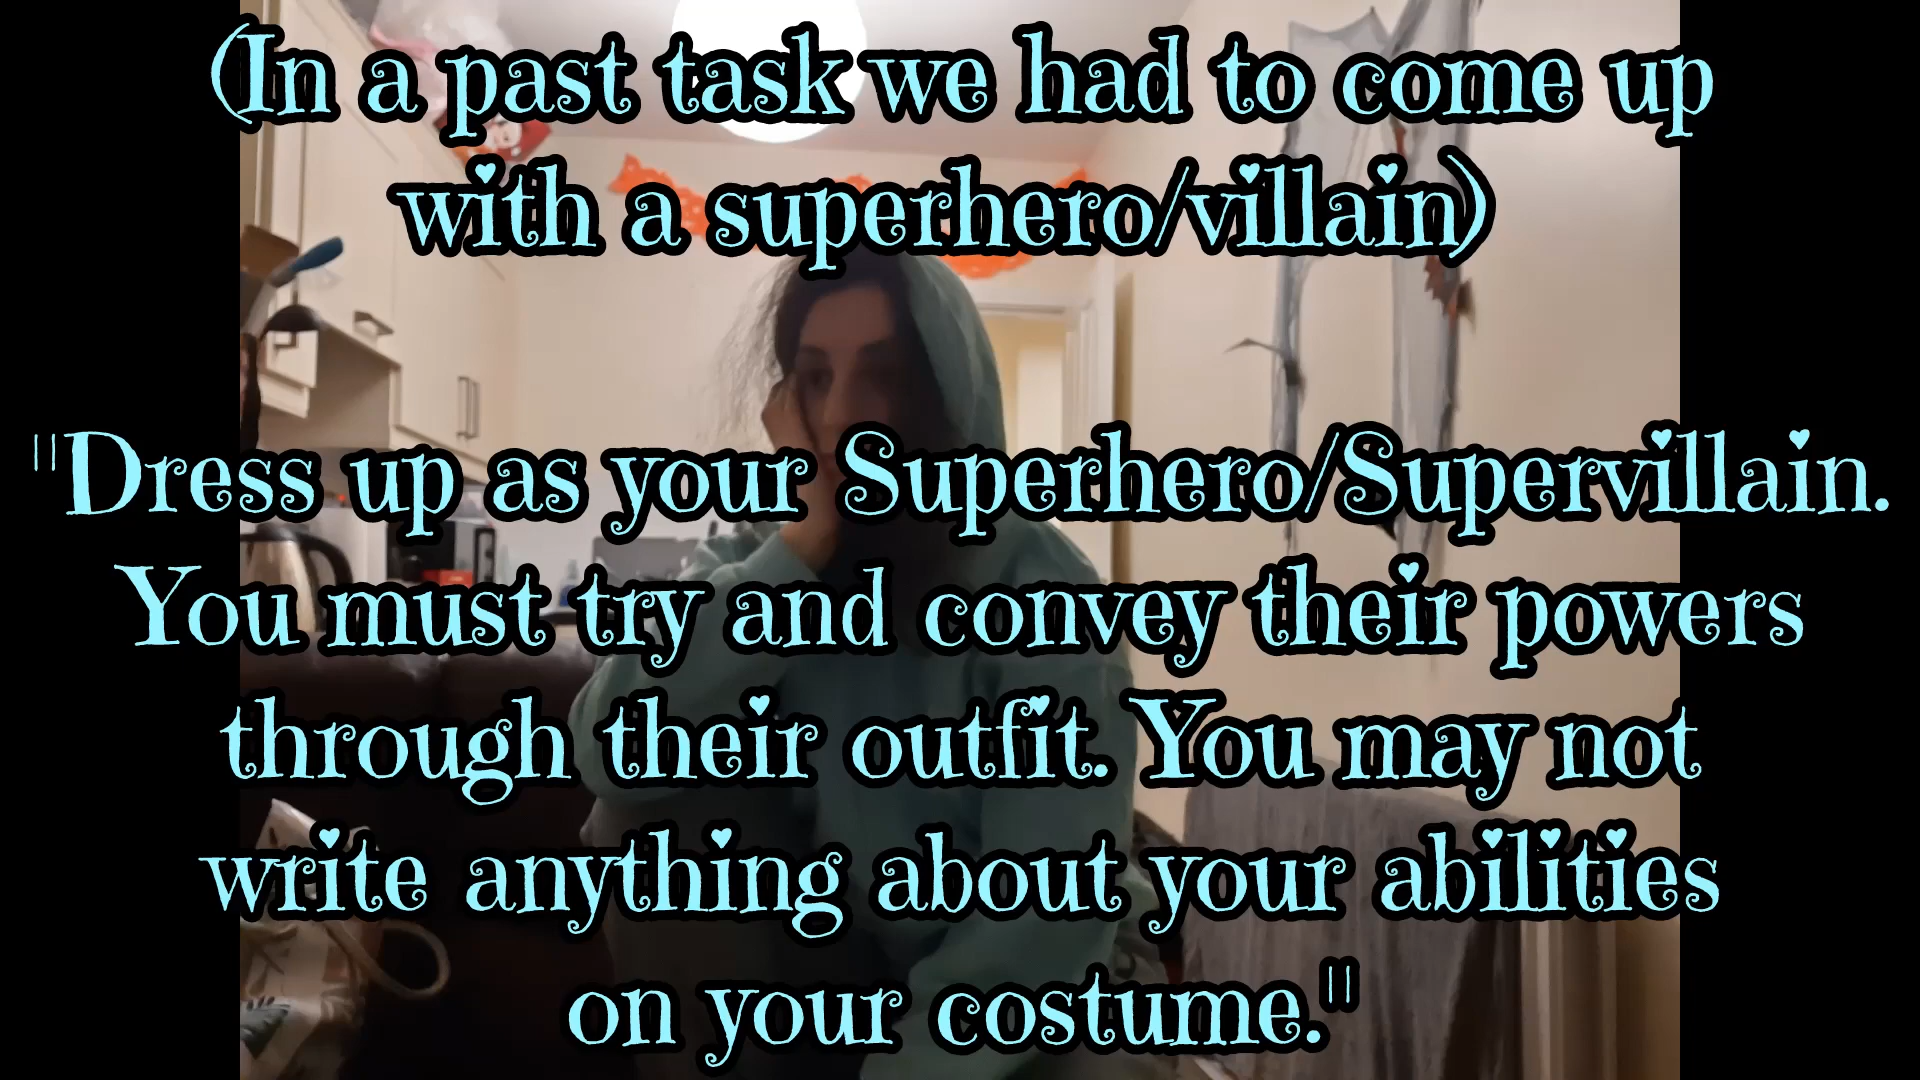 (In a past task we had to come up
with a superhero/villain)
"Dress up as your Superhero/Supervillain.
You must try and convey their powers
through their outfit. You may not
write anything about your abilities
on your costume."